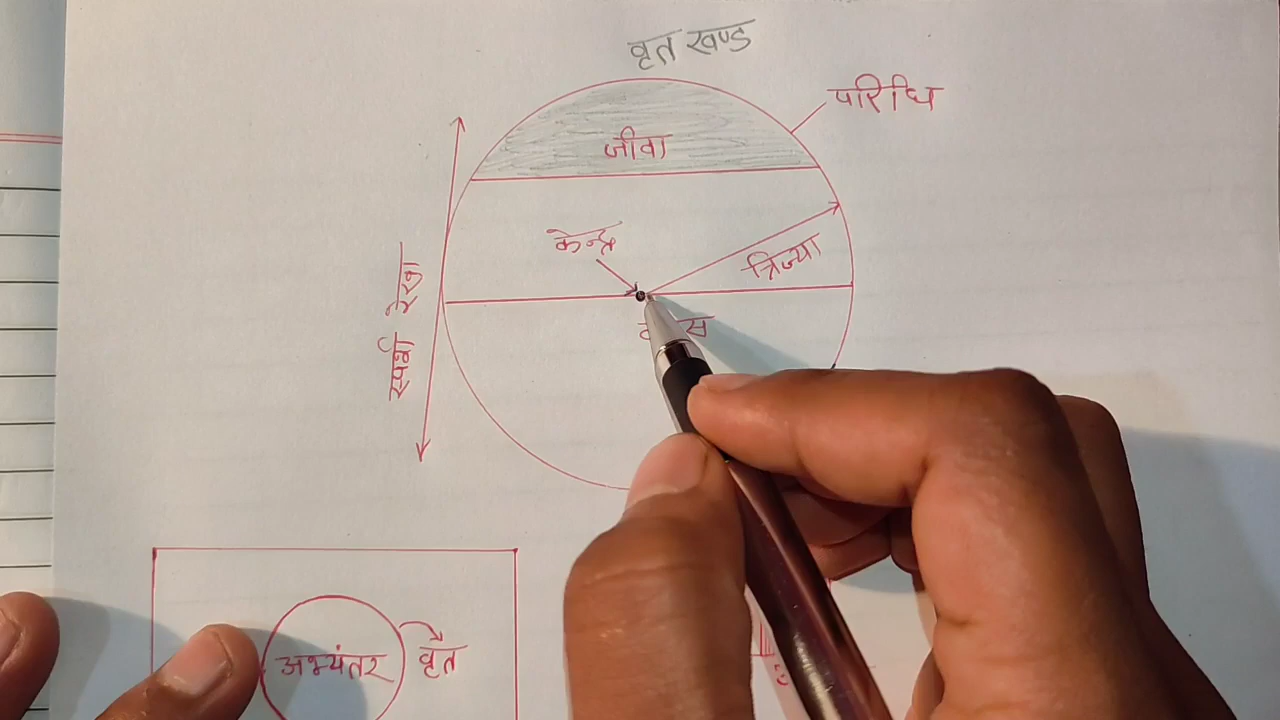 वृत खण्ड
परिधि
जीवा
केन्द्र
त्रिज्या
स्पर्श रेखा
अभ्यंतर वृत